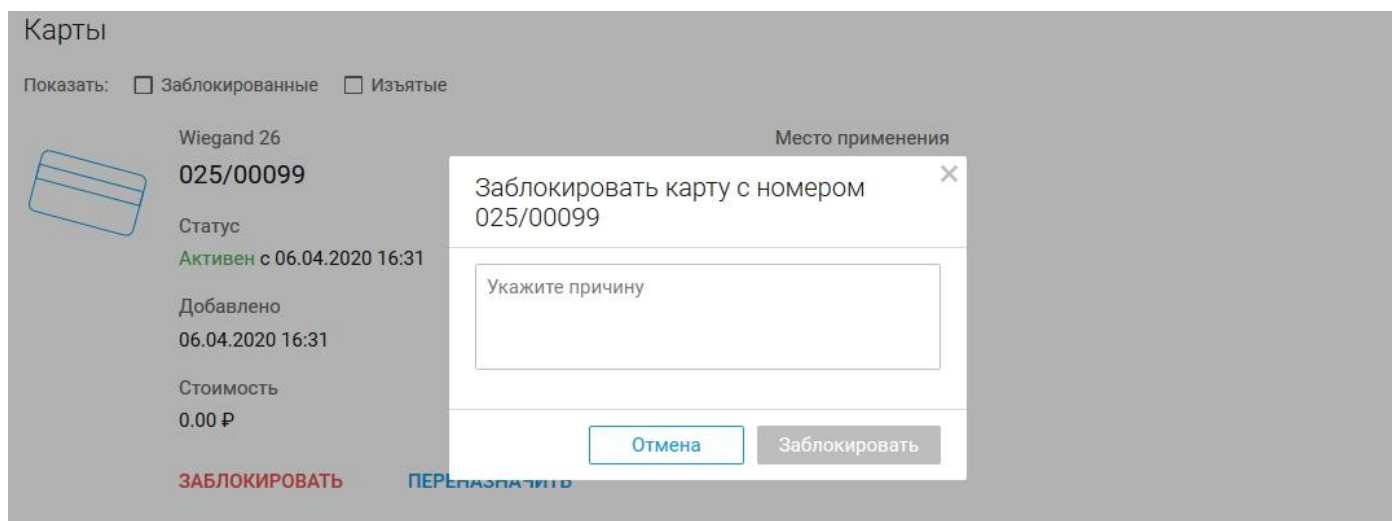 Карты
Показать: Заблокированные Изъятые
Wiegand 26
Место применения
025/00099
Статус
Активен с 06.04.2020 16:31
Добавлено
06.04.2020 16:31
Стоимость
0.00 ₽
ЗАБЛОКИРОВАТЬ ПЕРЕНАЗНАЧИТЬ
Заблокировать карту с номером
025/00099
Укажите причину
Отмена Заблокировать